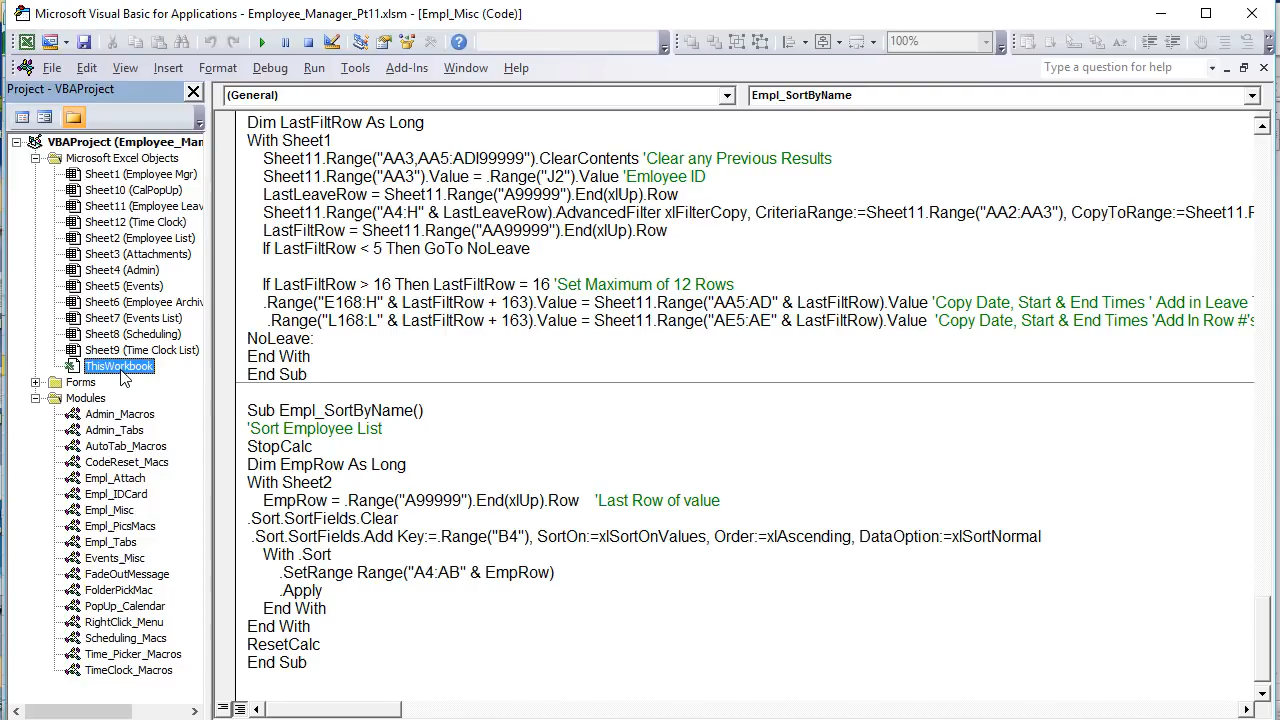 Microsoft Visual Basic for Applications - Employee_Manager_Pt11.xlsm - [Empl_Misc (Code)]
100%
File Edit View Insert Format Debug Run Tools Add-Ins Window Help
Type a question for help
Project - VBAProject
(General)
Empl_SortByName
VBAProject (Employee_Man
Microsoft Excel Objects
Sheet1 (Employee Mgr)
Sheet10 (CalPopUp)
Sheet11 (Employee Leav
Sheet12 (Time Clock)
Sheet2 (Employee List)
Sheet3 (Attachments)
Sheet4 (Admin)
Sheet5 (Events)
Sheet6 (Employee Archiv
Sheet7 (Events List)
Sheet8 (Scheduling)
Sheet9 (Time Clock List)
ThisWorkbook
Forms
Modules
Admin_Macros
Admin_Tabs
AutoTab_Macros
CodeReset_Macs
Empl_Attach
Empl_IDCard
Empl_Misc
Empl_PicsMacs
Empl_Tabs
Events_Misc
FadeOutMessage
FolderPickMac
PopUp_Calendar
RightClick_Menu
Scheduling_Macs
Time_Picker_Macros
TimeClock_Macros
Dim LastFiltRow As Long
With Sheet1
Sheet11.Range("AA3,AA5:ADI99999").ClearContents 'Clear any Previous Results
Sheet11.Range("AA3").Value = .Range("J2").Value 'Emloyee ID
LastLeaveRow = Sheet11.Range("A99999").End(xlUp).Row
Sheet11.Range("A4:H" & LastLeaveRow).AdvancedFilter xlFilterCopy, CriteriaRange:=Sheet11.Range("AA2:AA3"), CopyToRange:=Sheet11.F
LastFiltRow = Sheet11.Range("AA99999").End(xlUp).Row
If LastFiltRow < 5 Then GoTo NoLeave
If LastFiltRow > 16 Then LastFiltRow = 16 'Set Maximum of 12 Rows
.Range("E168:H" & LastFiltRow + 163).Value = Sheet11.Range("AA5:AD" & LastFiltRow).Value 'Copy Date, Start & End Times ' Add in Leave T
.Range("L168:L" & LastFiltRow + 163).Value = Sheet11.Range("AE5:AE" & LastFiltRow).Value 'Copy Date, Start & End Times 'Add In Row #'s
NoLeave:
End With
End Sub
Sub Empl_SortByName()
'Sort Employee List
StopCalc
Dim EmpRow As Long
With Sheet2
EmpRow = .Range("A99999").End(xlUp).Row 'Last Row of value
.Sort.SortFields.Clear
.Sort.SortFields.Add Key:=.Range("B4"), SortOn:=xlSortOnValues, Order:=xlAscending, DataOption:=xlSortNormal
With .Sort
.SetRange Range("A4:AB" & EmpRow)
.Apply
End With
End With
ResetCalc
End Sub